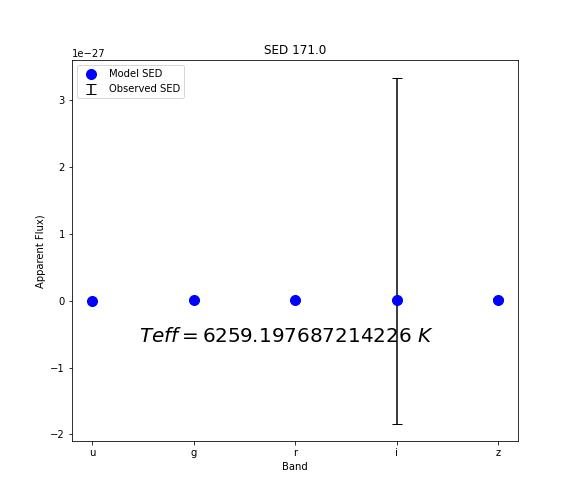 SED 171.0
1e−27
Model SED
Observed SED
3
2
1
0
−1
−2
Apparent Flux)
Teff = 6259.197687214226 K
u g r i z
Band